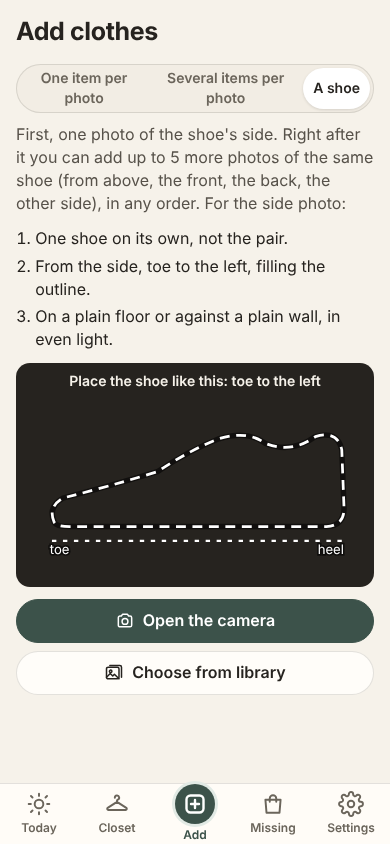 Add clothes
One item per
photo
Several items per
photo
A shoe
First, one photo of the shoe's side. Right after
it you can add up to 5 more photos of the same
shoe (from above, the front, the back, the
other side), in any order. For the side photo:
1. One shoe on its own, not the pair.
2. From the side, toe to the left, filling the
outline.
3. On a plain floor or against a plain wall, in
even light.
Place the shoe like this: toe to the left
toe
heel
Open the camera
Choose from library
Today
Closet
Add
Missing
Settings